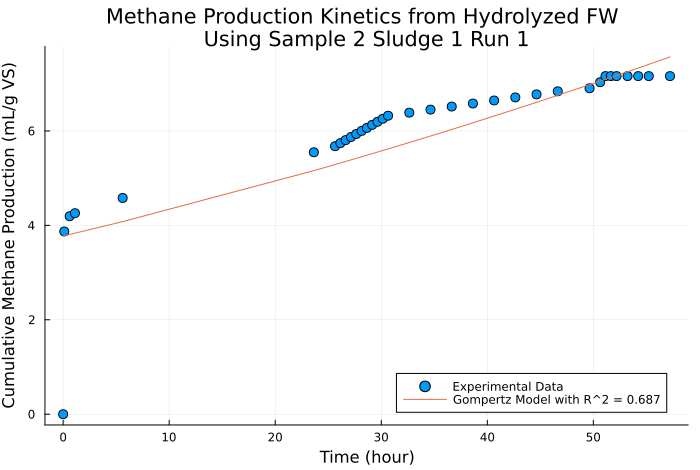 Methane Production Kinetics from Hydrolyzed FW
Using Sample 2 Sludge 1 Run 1
Cumulative Methane Production (mL/g VS)
6
4
2
0
0 10 20 30 40 50
Time (hour)
Experimental Data
Gompertz Model with R^2 = 0.687